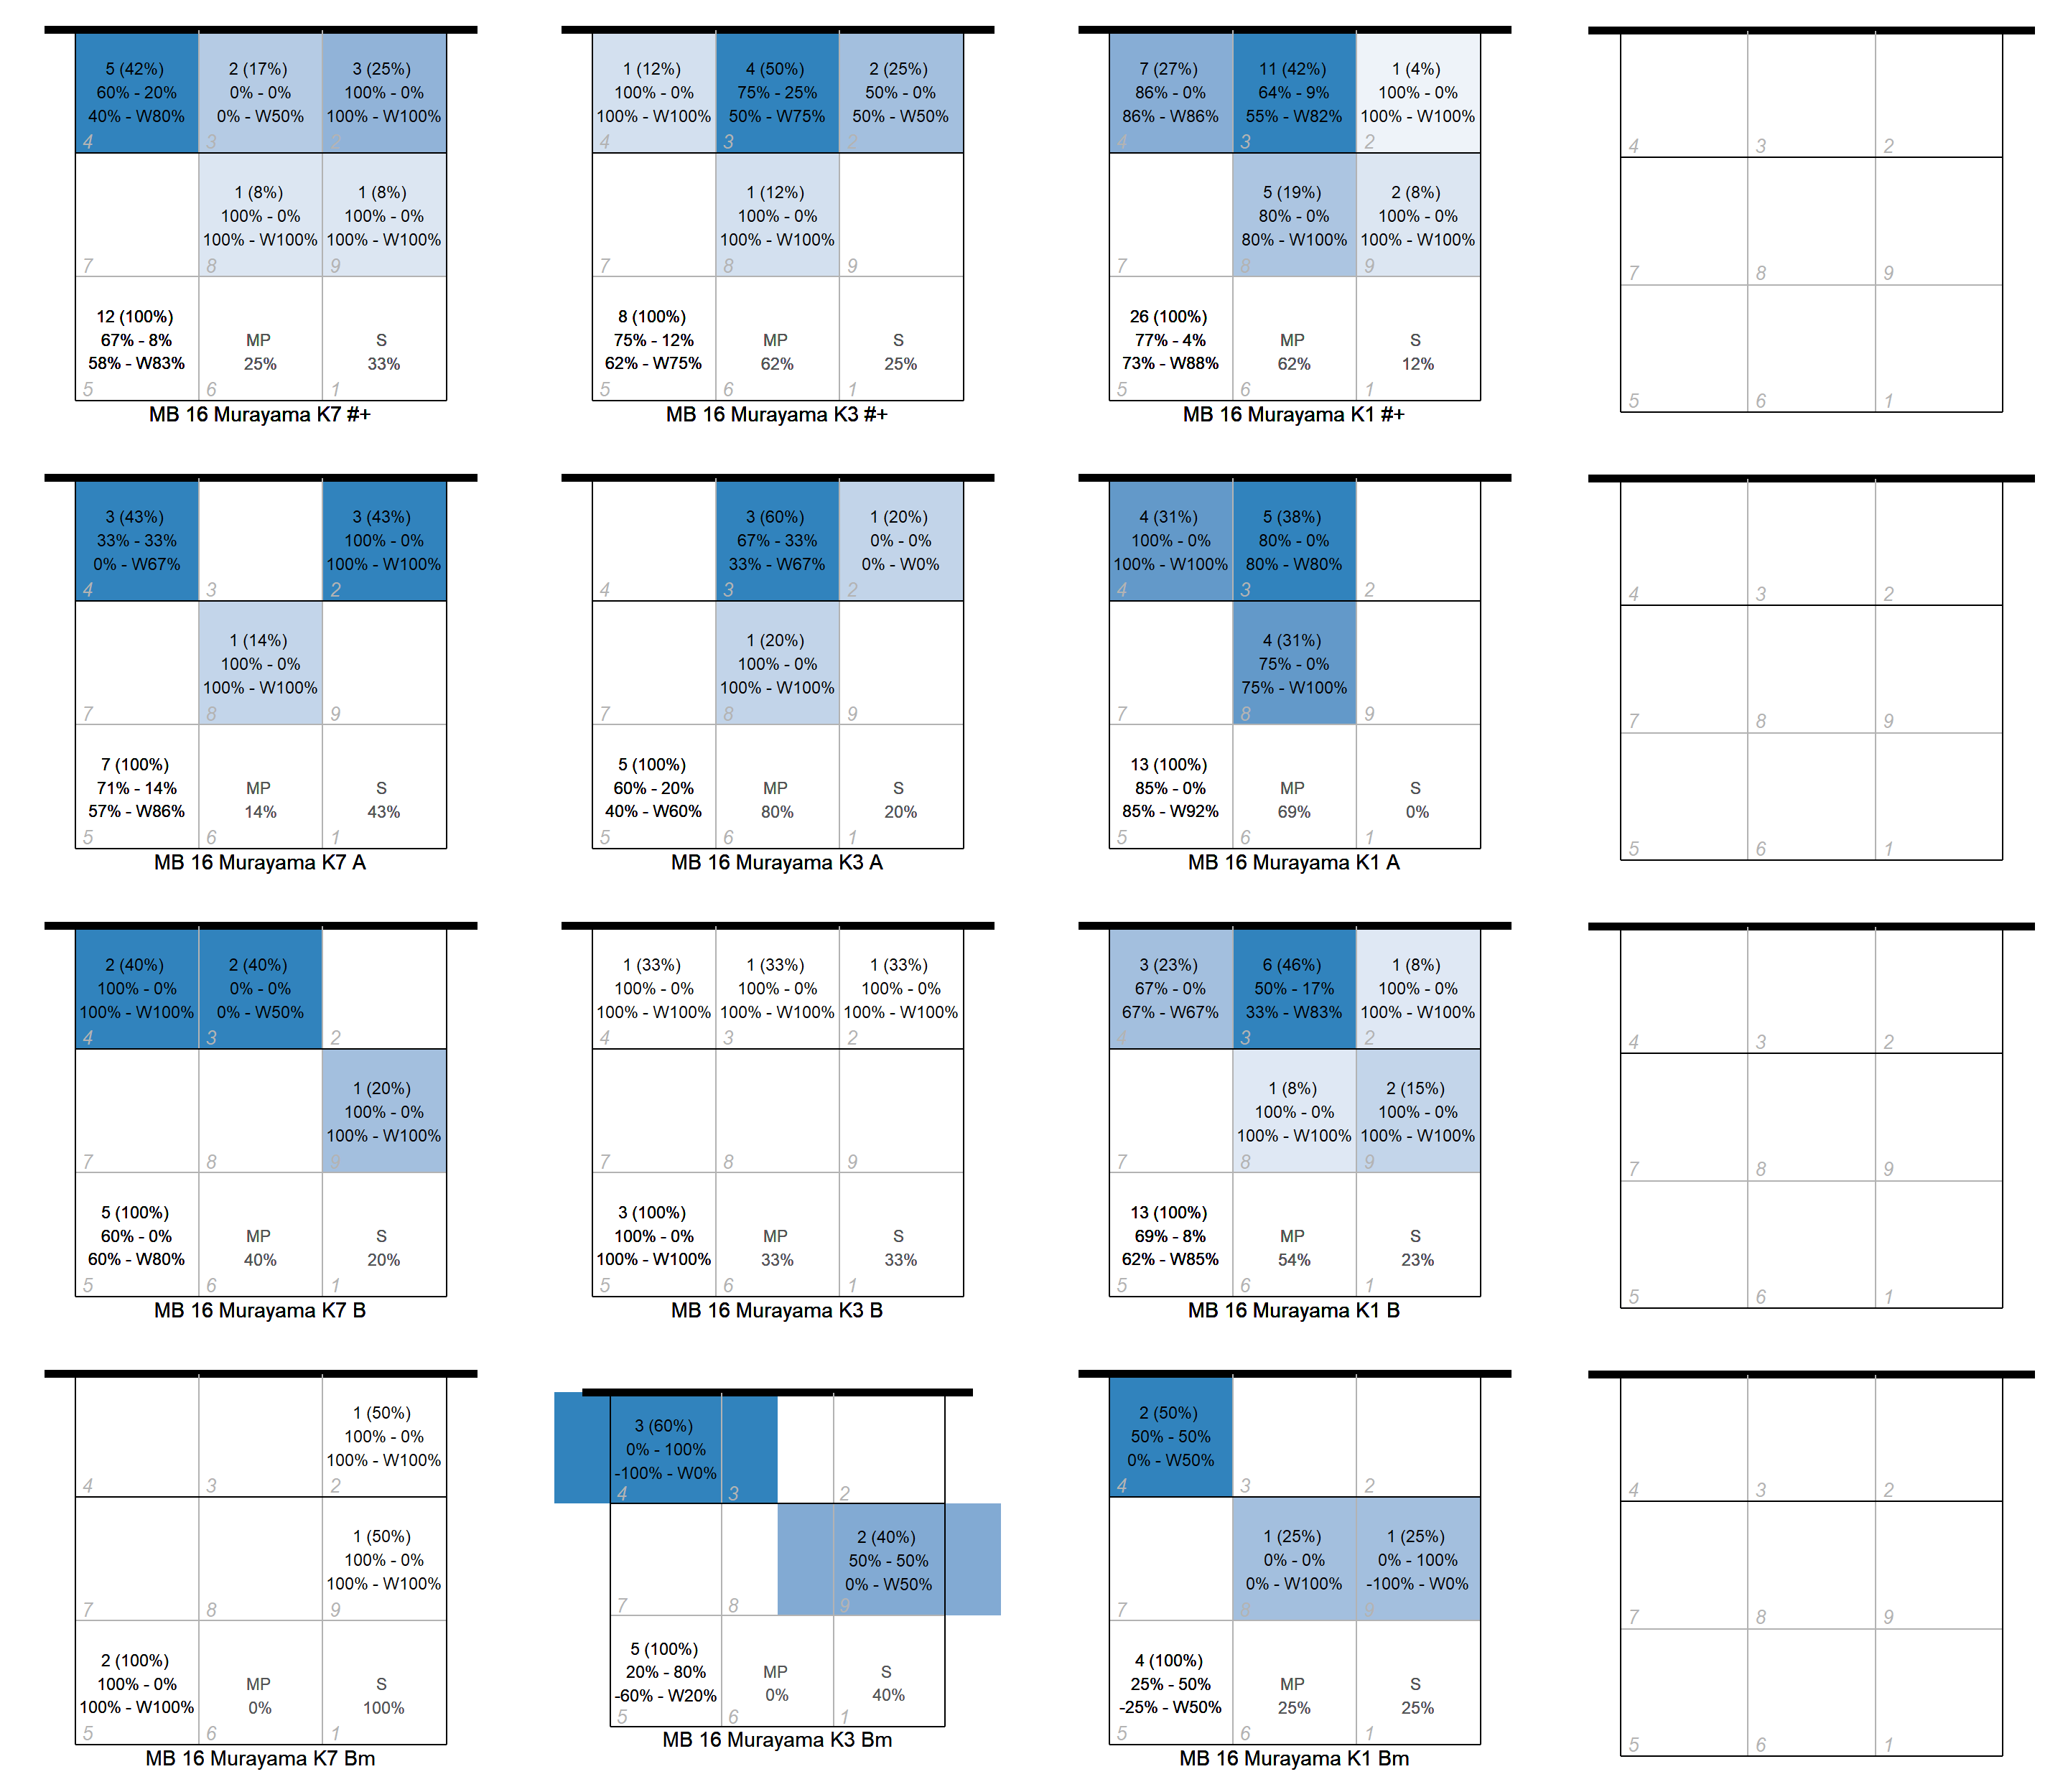 5 (42%)
60% - 20%
40% - W80%
4
2 (17%)
0% - 0%
0% - W50%
3
3 (25%)
100% - 0%
100% - W100%
2
7
1 (8%)
100% - 0%
100% - W100%
8
1 (8%)
100% - 0%
100% - W100%
9
12 (100%)
67% - 8%
58% - W83%
5
MP
25%
6
S
33%
1
MB 16 Murayama K7 #+
1 (12%)
100% - 0%
100% - W100%
4
4 (50%)
75% - 25%
50% - W75%
3
2 (25%)
50% - 0%
50% - W50%
2
7
1 (12%)
100% - 0%
100% - W100%
8
9
8 (100%)
75% - 12%
62% - W75%
5
MP
62%
6
S
25%
1
MB 16 Murayama K3 #+
7 (27%)
86% - 0%
86% - W86%
4
11 (42%)
64% - 9%
55% - W82%
3
1 (4%)
100% - 0%
100% - W100%
2
7
5 (19%)
80% - 0%
80% - W100%
8
2 (8%)
100% - 0%
100% - W100%
9
26 (100%)
77% - 4%
73% - W88%
5
MP
62%
6
S
12%
1
MB 16 Murayama K1 #+
4
3
2
7
8
9
5
6
1
3 (43%)
33% - 33%
0% - W67%
4
3
3 (43%)
100% - 0%
100% - W100%
2
7
1 (14%)
100% - 0%
100% - W100%
8
9
7 (100%)
71% - 14%
57% - W86%
5
MP
14%
6
S
43%
1
MB 16 Murayama K7 A
4
3 (60%)
67% - 33%
33% - W67%
3
1 (20%)
0% - 0%
0% - W0%
2
7
1 (20%)
100% - 0%
100% - W100%
8
9
5 (100%)
60% - 20%
40% - W60%
5
MP
80%
6
S
20%
1
MB 16 Murayama K3 A
4 (31%)
100% - 0%
100% - W100%
4
5 (38%)
80% - 0%
80% - W80%
3
2
7
4 (31%)
75% - 0%
75% - W100%
8
9
13 (100%)
85% - 0%
85% - W92%
5
MP
69%
6
S
0%
1
MB 16 Murayama K1 A
4
3
2
7
8
9
5
6
1
2 (40%)
100% - 0%
100% - W100%
4
2 (40%)
0% - 0%
0% - W50%
3
2
7
8
1 (20%)
100% - 0%
100% - W100%
9
5 (100%)
60% - 0%
60% - W80%
5
MP
40%
6
S
20%
1
MB 16 Murayama K7 B
1 (33%)
100% - 0%
100% - W100%
4
1 (33%)
100% - 0%
100% - W100%
3
1 (33%)
100% - 0%
100% - W100%
2
7
8
9
3 (100%)
100% - 0%
100% - W100%
5
MP
33%
6
S
33%
1
MB 16 Murayama K3 B
3 (23%)
67% - 0%
67% - W67%
4
6 (46%)
50% - 17%
33% - W83%
3
1 (8%)
100% - 0%
100% - W100%
2
7
1 (8%)
100% - 0%
100% - W100%
8
2 (15%)
100% - 0%
100% - W100%
9
13 (100%)
69% - 8%
62% - W85%
5
MP
54%
6
S
23%
1
MB 16 Murayama K1 B
4
3
2
7
8
9
5
6
1
4
3
1 (50%)
100% - 0%
100% - W100%
2
7
8
1 (50%)
100% - 0%
100% - W100%
9
2 (100%)
100% - 0%
100% - W100%
5
MP
0%
6
S
100%
1
MB 16 Murayama K7 Bm
3 (60%)
0% - 100%
-100% - W0%
4
3
2
7
8
2 (40%)
50% - 50%
0% - W50%
9
5 (100%)
20% - 80%
-60% - W20%
5
MP
0%
6
S
40%
1
MB 16 Murayama K3 Bm
2 (50%)
50% - 50%
0% - W50%
4
3
2
7
1 (25%)
0% - 0%
0% - W100%
8
1 (25%)
0% - 100%
-100% - W0%
9
4 (100%)
25% - 50%
-25% - W50%
5
MP
25%
6
S
25%
1
MB 16 Murayama K1 Bm
4
3
2
7
8
9
5
6
1